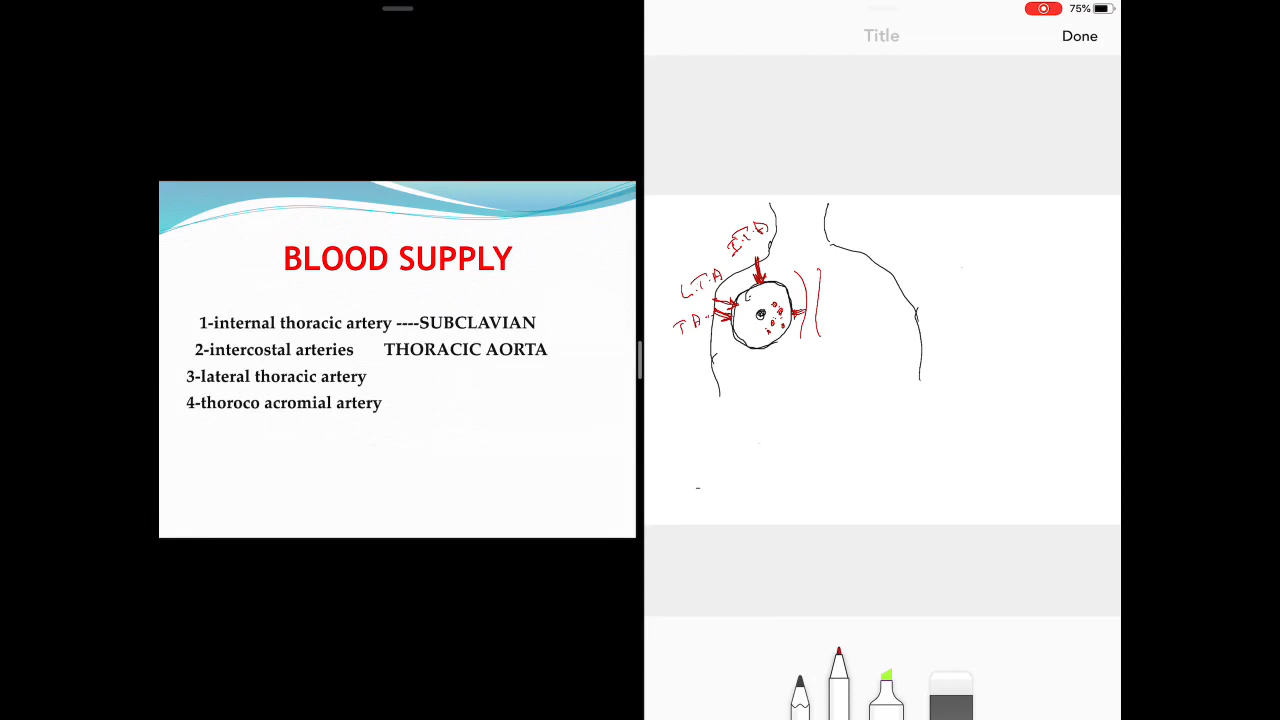 75%
Title
Done
BLOOD SUPPLY
1-internal thoracic artery ----SUBCLAVIAN
2-intercostal arteries THORACIC AORTA
3-lateral thoracic artery
4-thoroco acromial artery
I.T.A
L.T.A
T A